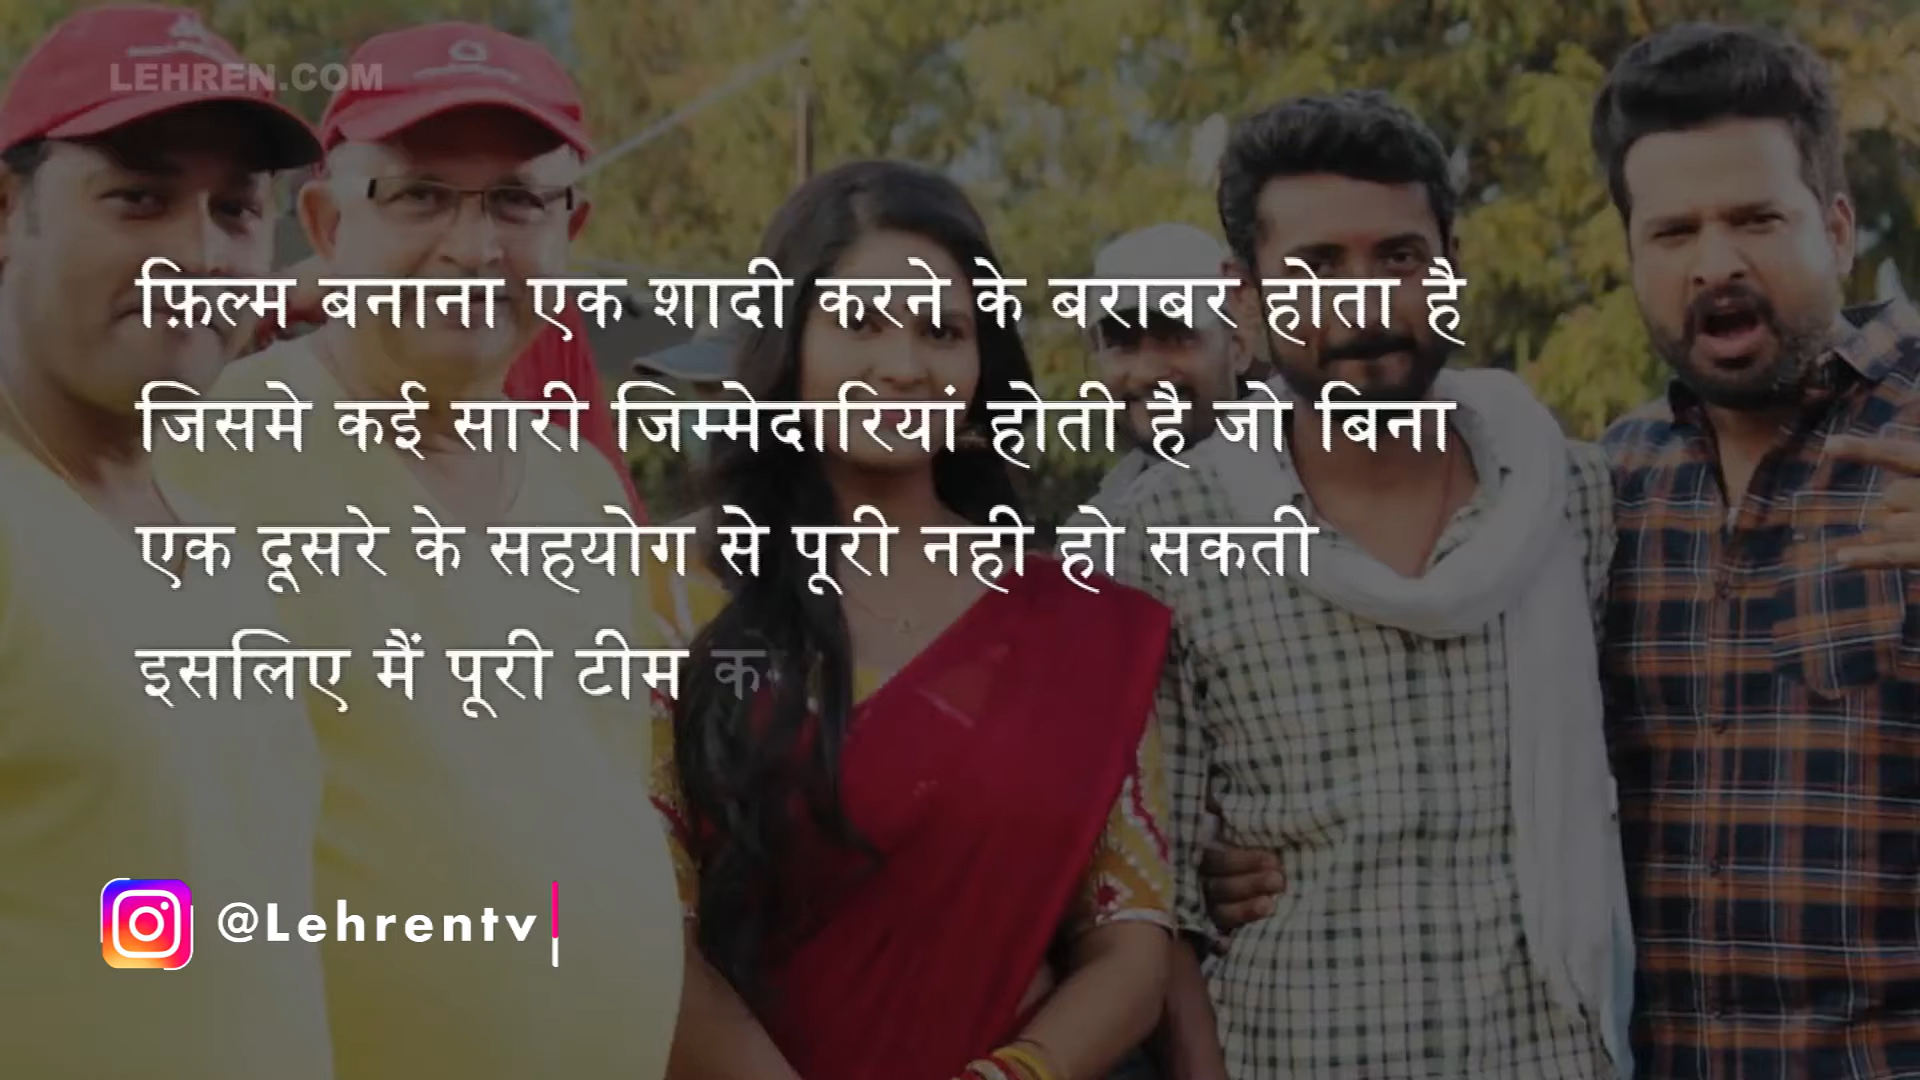 LEHREN.COM
फ़िल्म बनाना एक शादी करने के बराबर होता है
जिसमे कई सारी जिम्मेदारियां होती है जो बिना
एक दूसरे के सहयोग से पूरी नही हो सकती
इसलिए मैं पूरी टीम
@Lehrentv